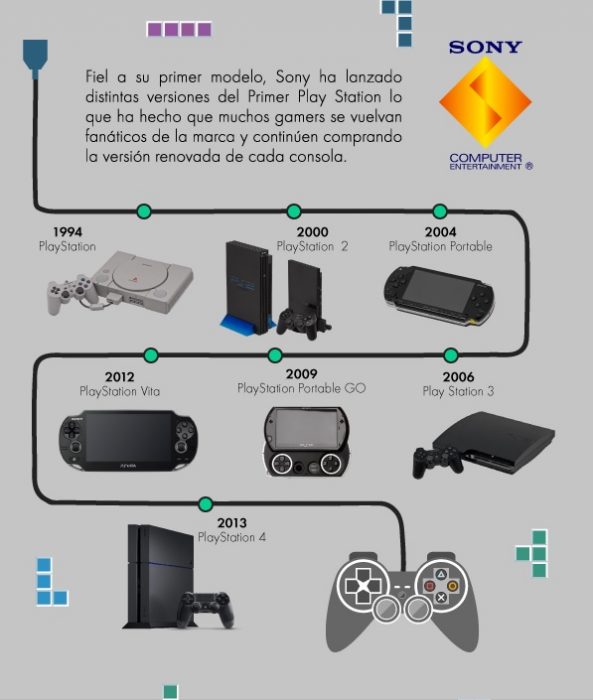 Fiel a su primer modelo, Sony ha lanzado
distintas versiones del Primer Play Station lo
que ha hecho que muchos gamers se vuelvan
fanáticos de la marca y continúen comprando
la versión renovada de cada consola.
SONY
COMPUTER
ENTERTAINMENT ®
1994
PlayStation
2000
PlayStation 2
2004
PlayStation Portable
2012
PlayStation Vita
2009
PlayStation Portable GO
2006
Play Station 3
2013
PlayStation 4